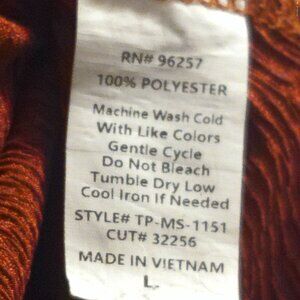 RN# 96257
100% POLYESTER
Machine Wash Cold
With Like Colors
Gentle Cycle
Do Not Bleach
Tumble Dry Low
Cool Iron If Needed
STYLE# TP-MS-1151
CUT# 32256
MADE IN VIETNAM
L